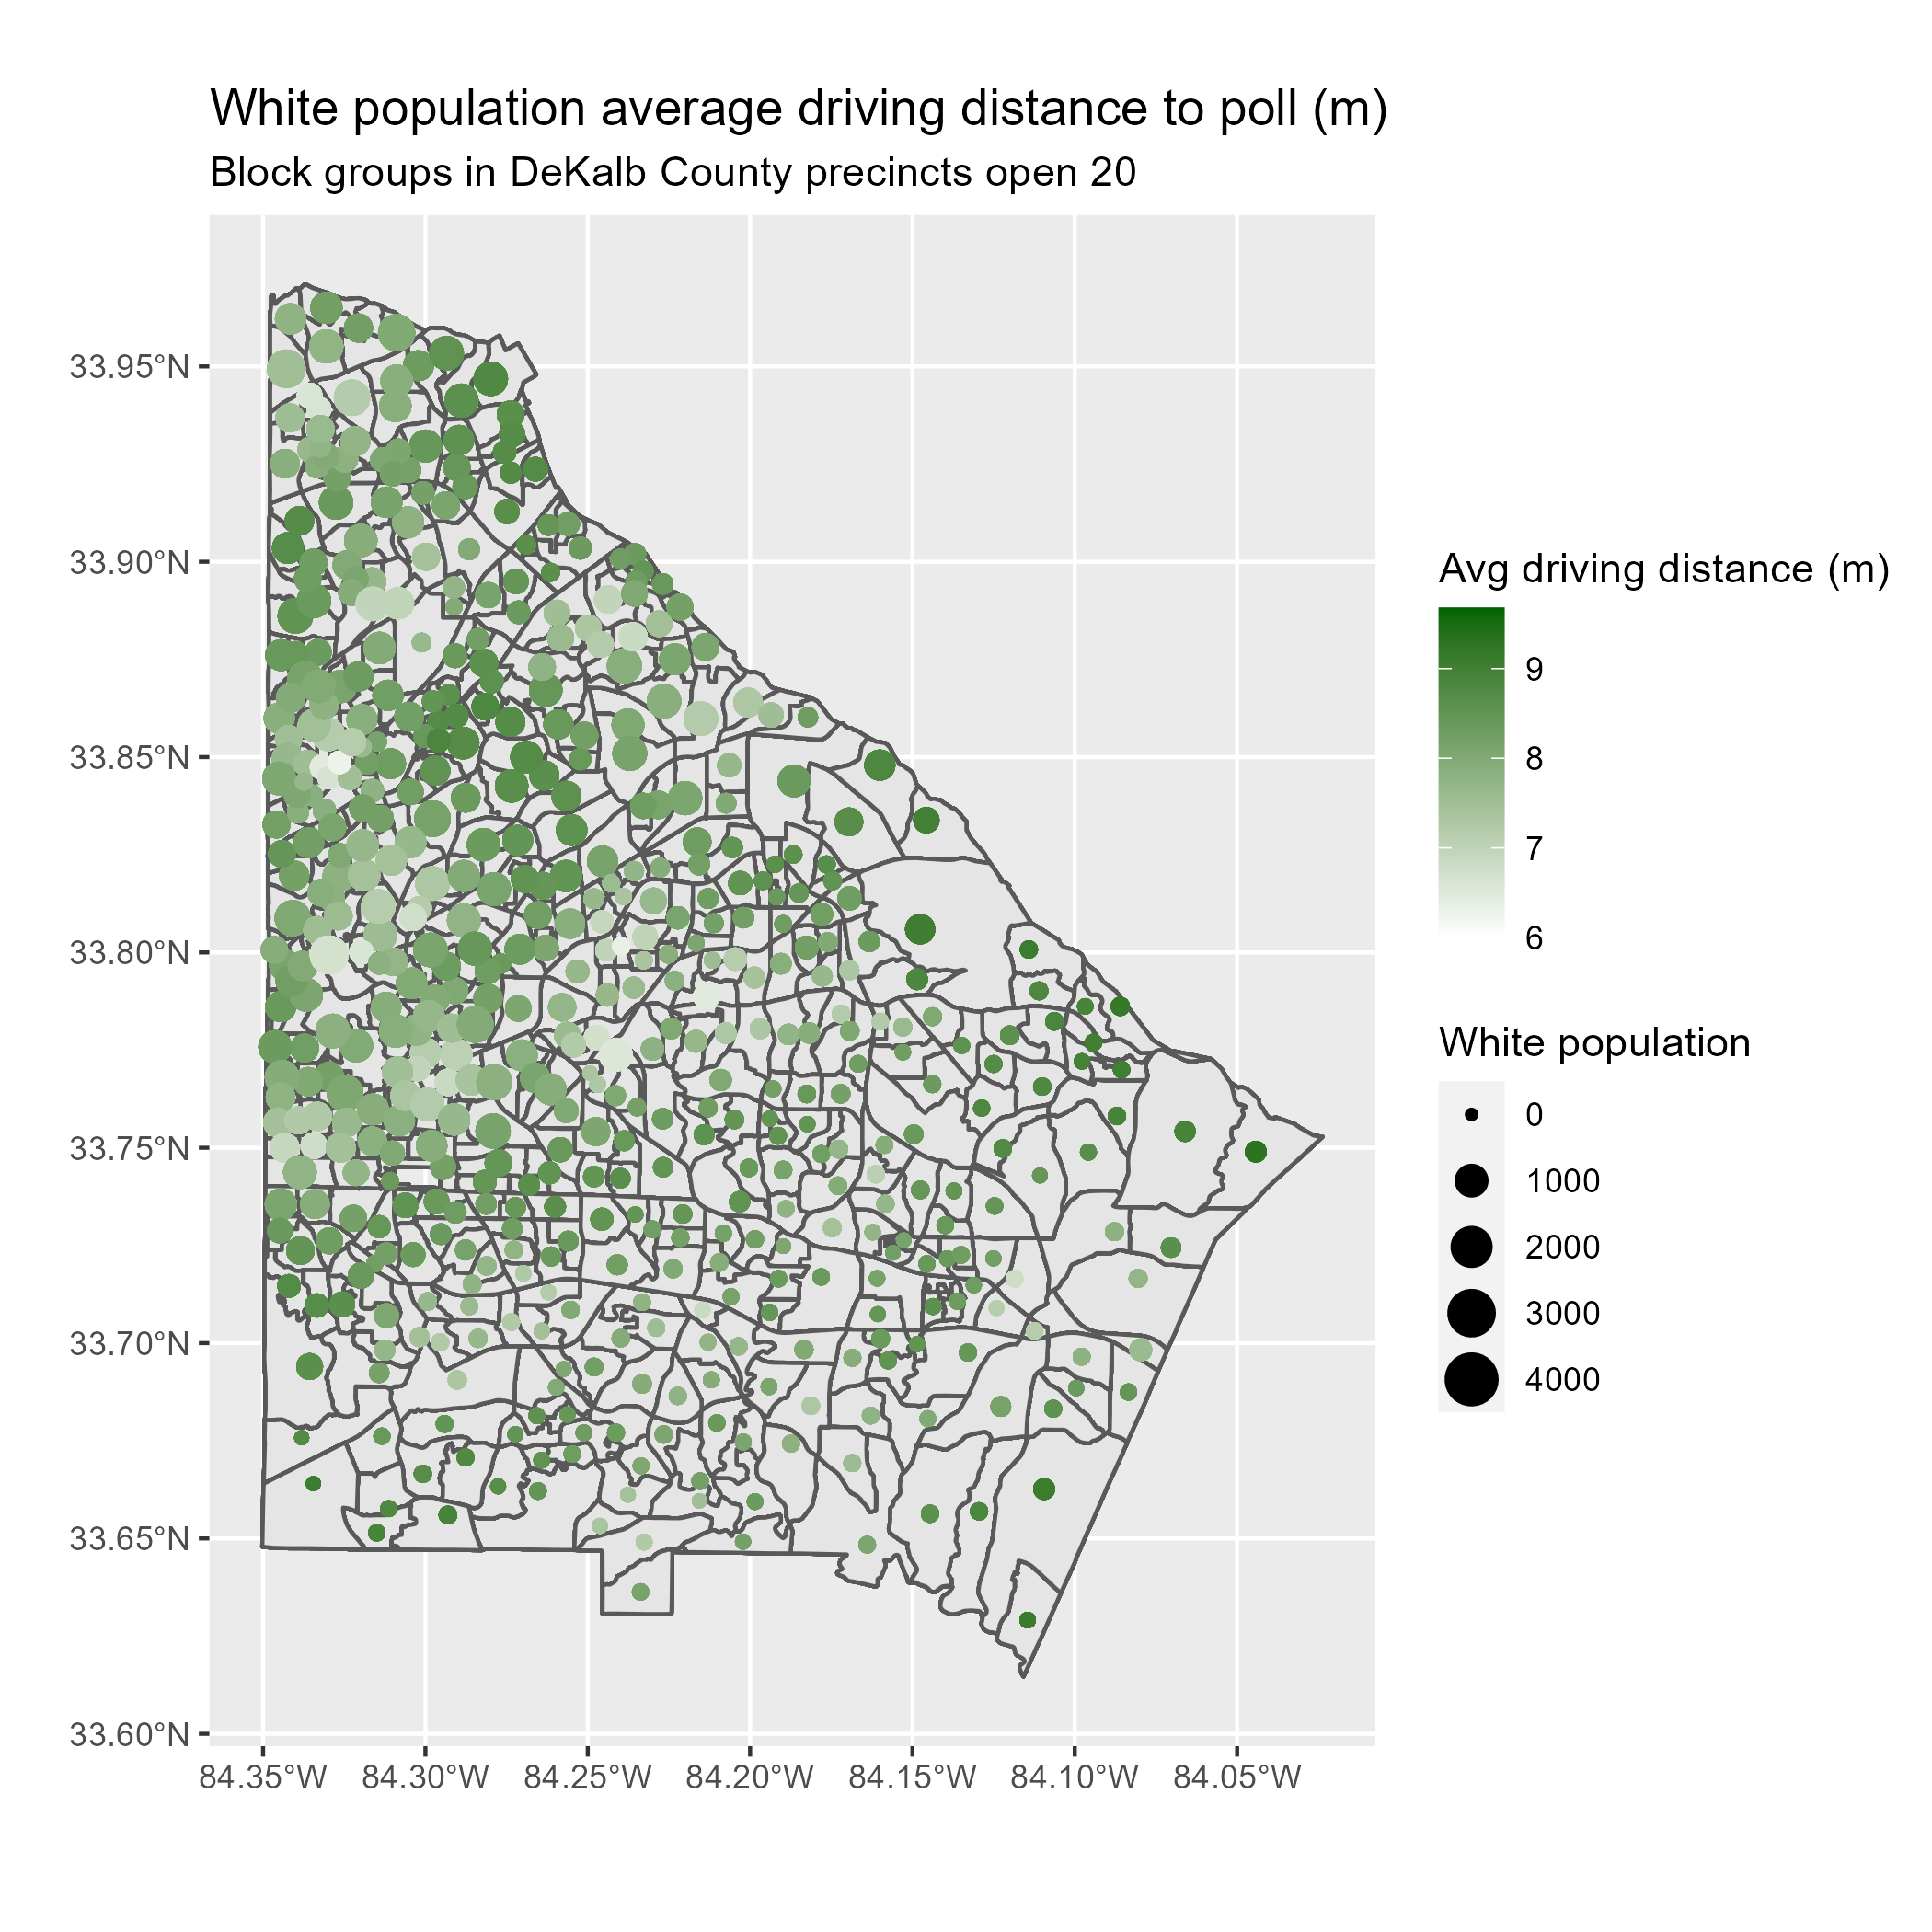 White population average driving distance to poll (m)
Block groups in DeKalb County precincts open 20
33.95°N
33.90°N
33.85°N
33.80°N
33.75°N
33.70°N
33.65°N
33.60°N
84.35°W 84.30°W 84.25°W 84.20°W 84.15°W 84.10°W 84.05°W
Avg driving distance (m)
9
8
7
6
White population
0
1000
2000
3000
4000